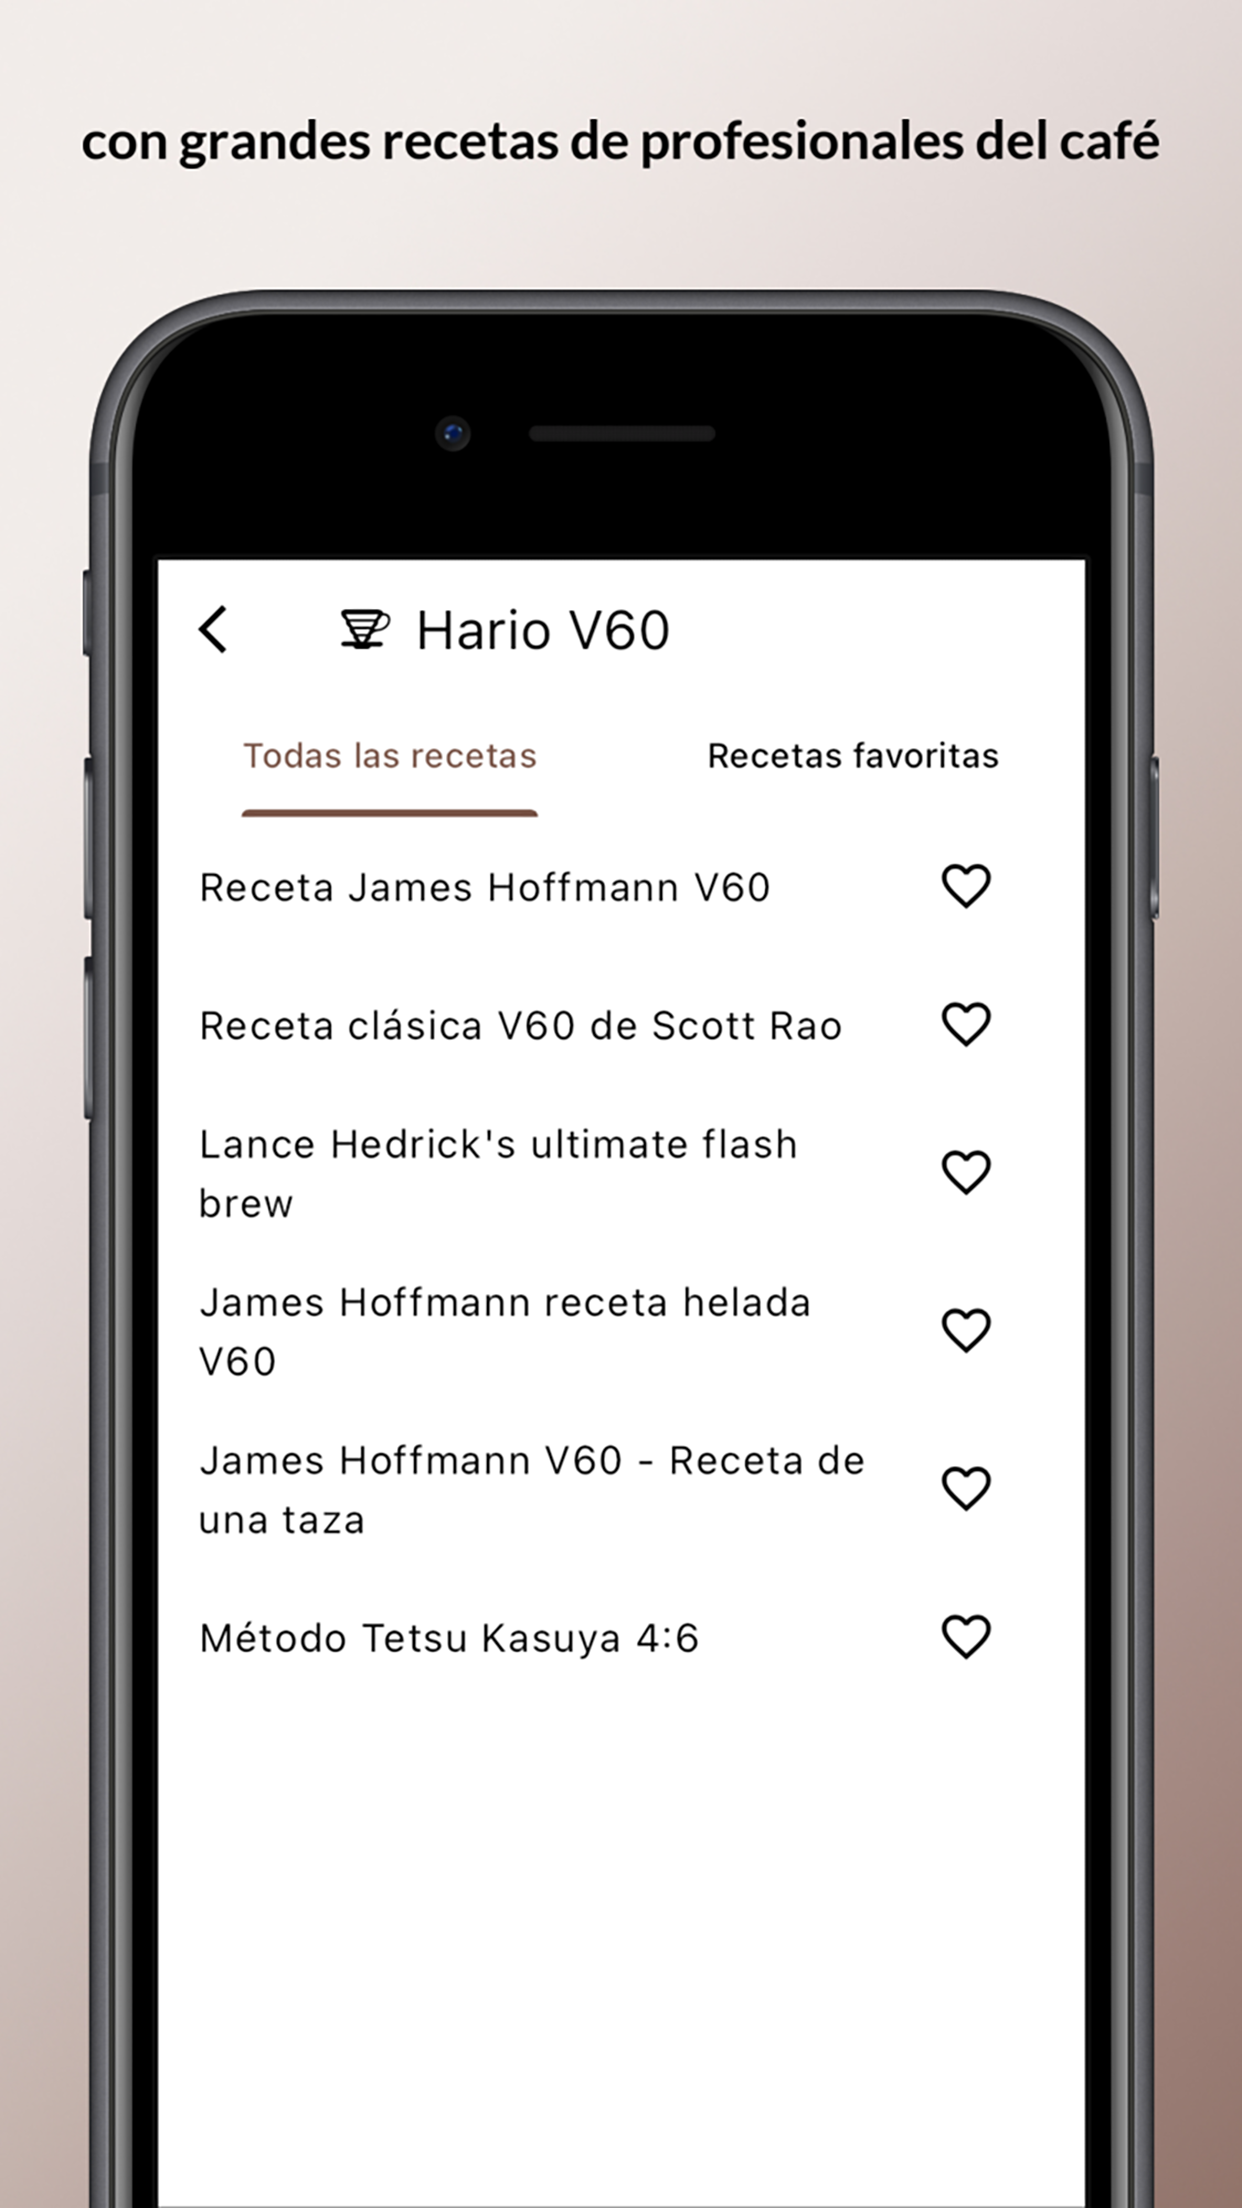 con grandes recetas de profesionales del café
Hario V60
Todas las recetas
Recetas favoritas
Receta James Hoffmann V60
Receta clásica V60 de Scott Rao
Lance Hedrick's ultimate flash
brew
James Hoffmann receta helada
V60
James Hoffmann V60 - Receta de
una taza
Método Tetsu Kasuya 4:6